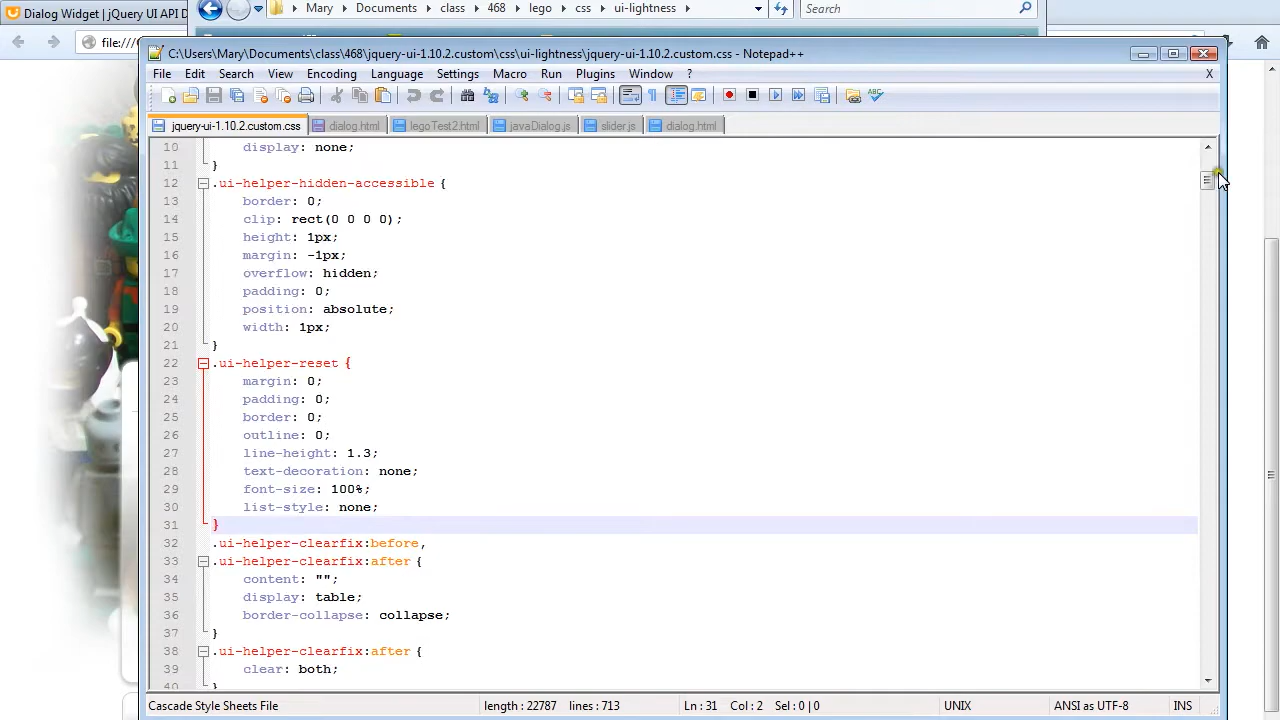 Dialog Widget | jQuery UI API D
Mary
Documents
class
468
lego
css
ui-lightness
Search
file:///
C:\Users\Mary\Documents\class\468\jquery-ui-1.10.2.custom\css\ui-lightness\jquery-ui-1.10.2.custom.css - Notepad++
File Edit Search View Encoding Language Settings Macro Run Plugins Window ? X
jquery-ui-1.10.2.custom.css dialog.html legoTest2.html javaDialog.js slider.js dialog.html
10 display: none;
11 }
12 .ui-helper-hidden-accessible {
13 border: 0;
14 clip: rect(0 0 0 0);
15 height: 1px;
16 margin: -1px;
17 overflow: hidden;
18 padding: 0;
19 position: absolute;
20 width: 1px;
21 }
22 .ui-helper-reset {
23 margin: 0;
24 padding: 0;
25 border: 0;
26 outline: 0;
27 line-height: 1.3;
28 text-decoration: none;
29 font-size: 100%;
30 list-style: none;
31 }
32 .ui-helper-clearfix:before,
33 .ui-helper-clearfix:after {
34 content: "";
35 display: table;
36 border-collapse: collapse;
37 }
38 .ui-helper-clearfix:after {
39 clear: both;
40 }
Cascade Style Sheets File length : 22787 lines : 713 Ln : 31 Col : 2 Sel : 0 | 0 UNIX ANSI as UTF-8 INS